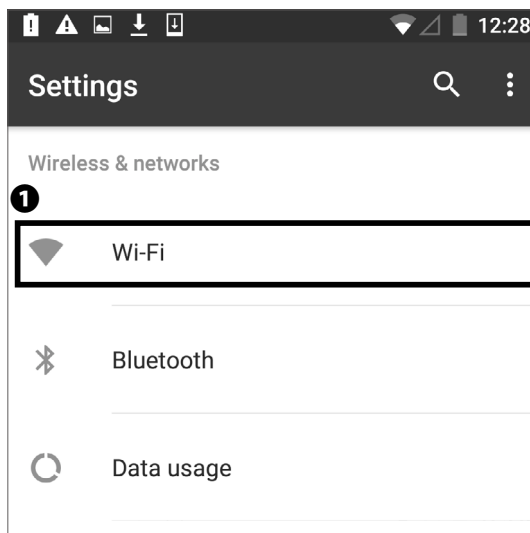 12:28
Settings
Wireless & networks
1
Wi-Fi
Bluetooth
Data usage